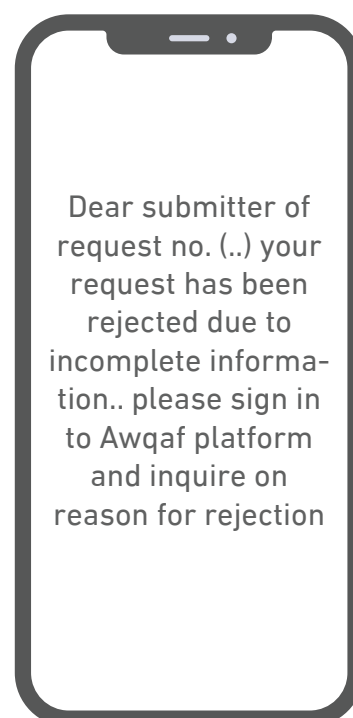 Dear submitter of
request no. (..) your
request has been
rejected due to
incomplete informa-
tion.. please sign in
to Awqaf platform
and inquire on
reason for rejection